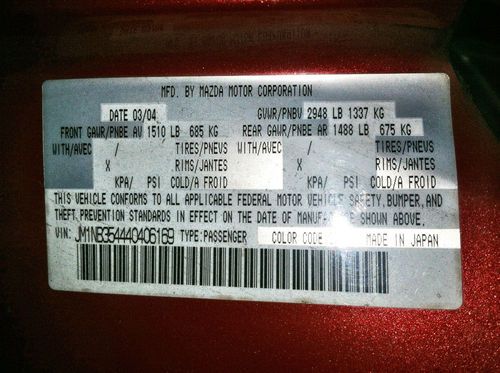 MFD. BY MAZDA MOTOR CORPORATION
DATE 03/04 GVWR/PNBV 2948 LB 1337 KG
FRONT GAWR/PNBE AV 1510 LB 685 KG REAR GAWR/PNBE AR 1488 LB 675 KG
WITH/AVEC / TIRES/PNEUS WITH/AVEC / TIRES/PNEUS
X RIMS/JANTES X RIMS/JANTES
KPA/ PSI COLD/A FROID KPA/ PSI COLD/A FROID
THIS VEHICLE CONFORMS TO ALL APPLICABLE FEDERAL MOTOR VEHICLE SAFETY, BUMPER, AND
THEFT PREVENTION STANDARDS IN EFFECT ON THE DATE OF MANUFACTURE SHOWN ABOVE.
VIN: JM1NB354440406169 TYPE:PASSENGER COLOR CODE MADE IN JAPAN